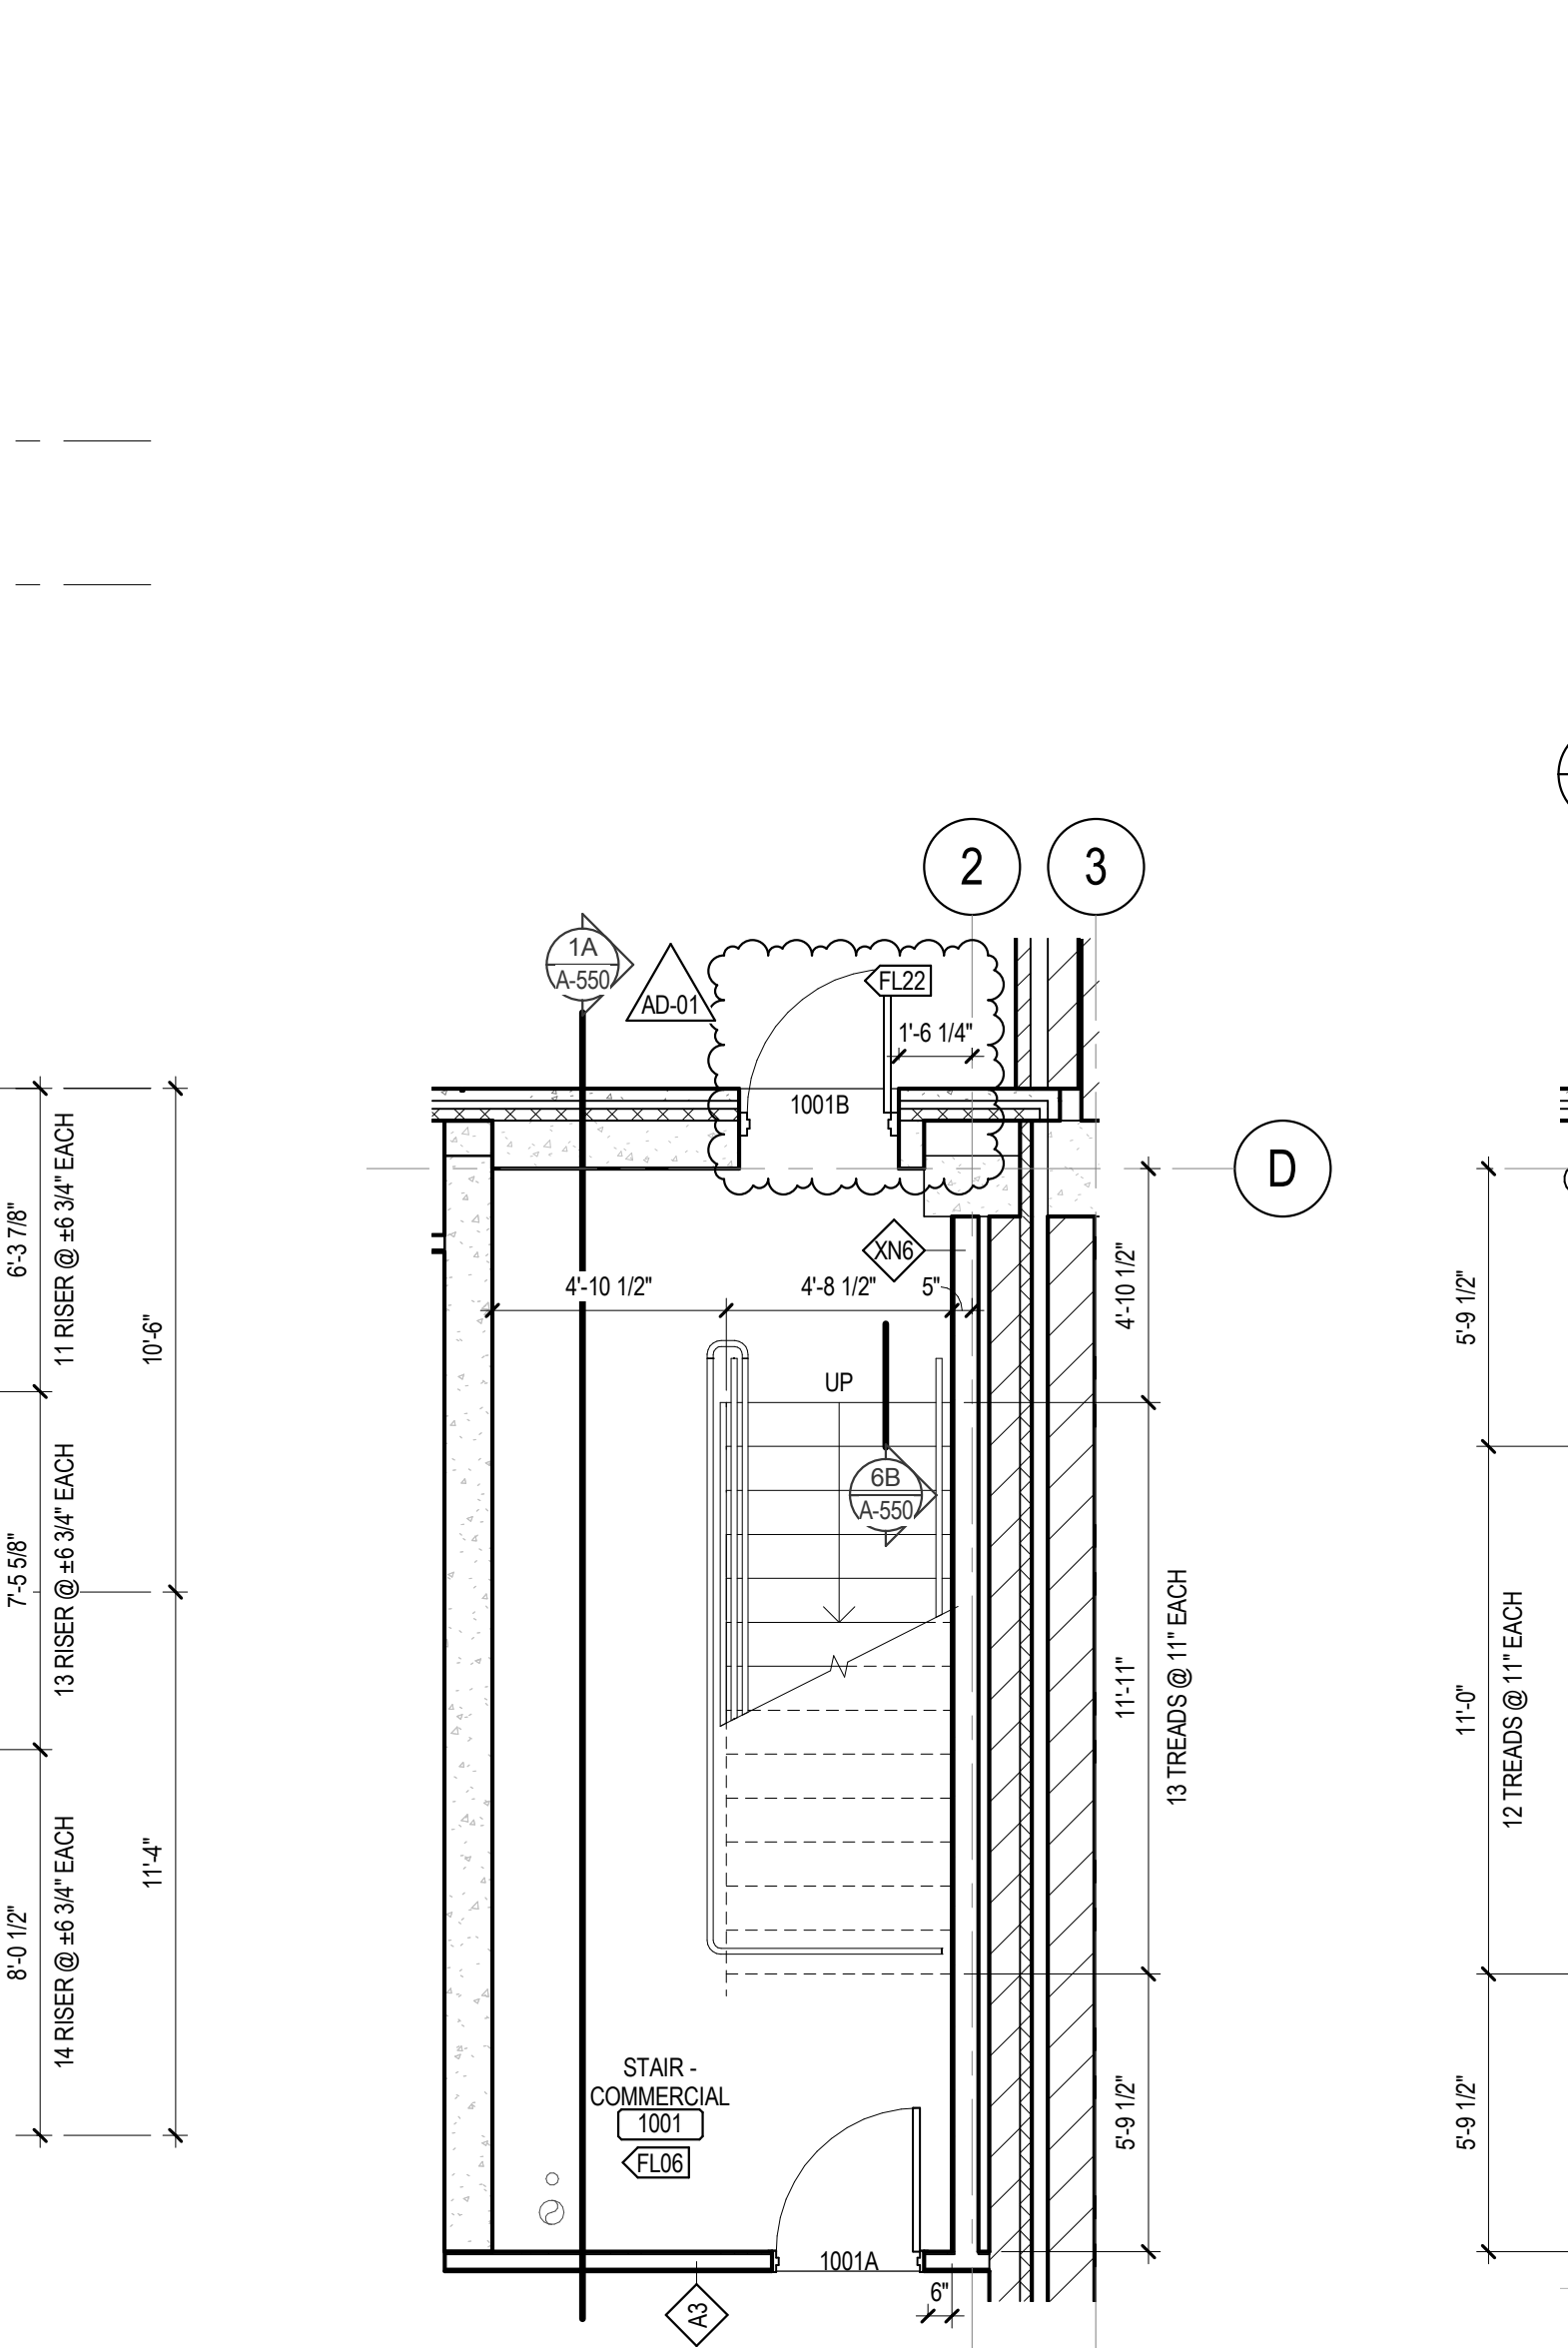 2
3
1A
A-550
AD-01
FL22
1'-6 1/4"
1001B
D
XN6
4'-10 1/2"
4'-8 1/2"
5"
UP
6B
A-550
4'-10 1/2"
11'-11"
13 TREADS @ 11" EACH
5'-9 1/2"
STAIR -
COMMERCIAL
1001
FL06
1001A
6"
A3
6'-3 7/8"
11 RISER @ ±6 3/4" EACH
10'-6"
7'-5 5/8"
13 RISER @ ±6 3/4" EACH
11'-4"
8'-0 1/2"
14 RISER @ ±6 3/4" EACH
5'-9 1/2"
11'-0"
12 TREADS @ 11" EACH
5'-9 1/2"